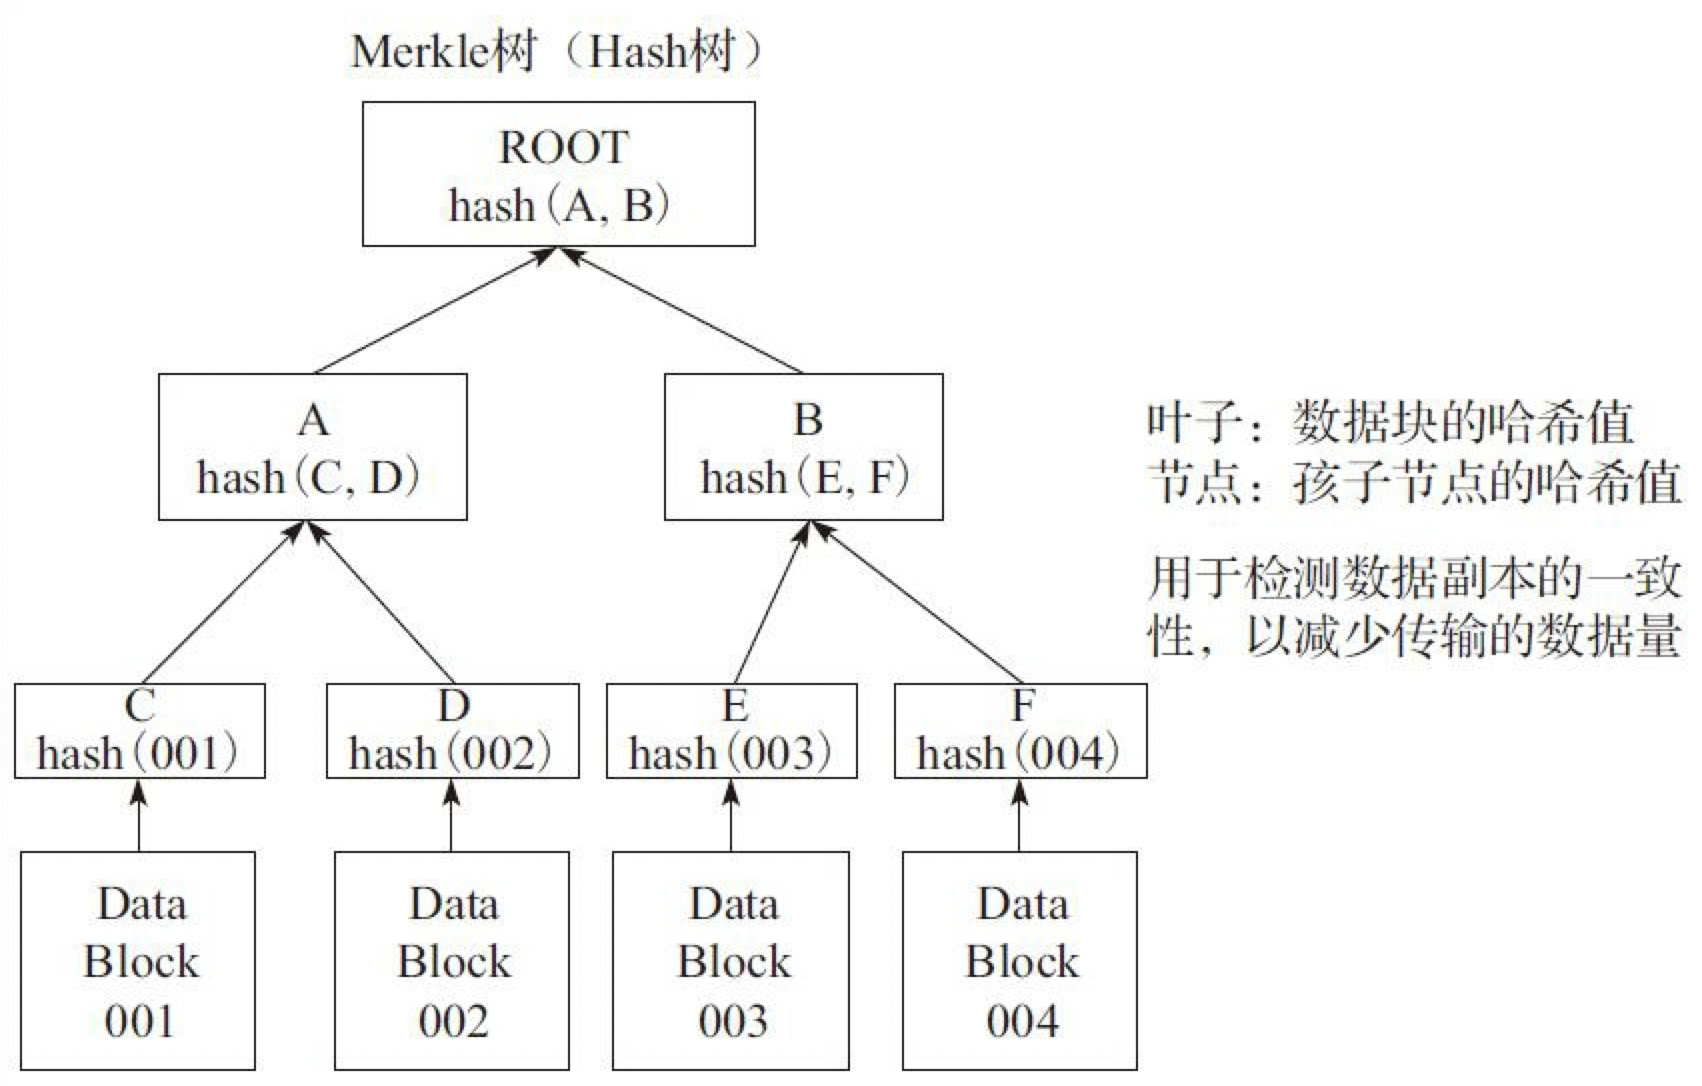 Merkle树（Hash树）
ROOT
hash(A, B)
A
hash(C, D)
B
hash(E, F)
叶子：数据块的哈希值
节点：孩子节点的哈希值
用于检测数据副本的一致
性，以减少传输的数据量
C
hash(001)
D
hash(002)
E
hash(003)
F
hash(004)
Data
Block
001
Data
Block
002
Data
Block
003
Data
Block
004